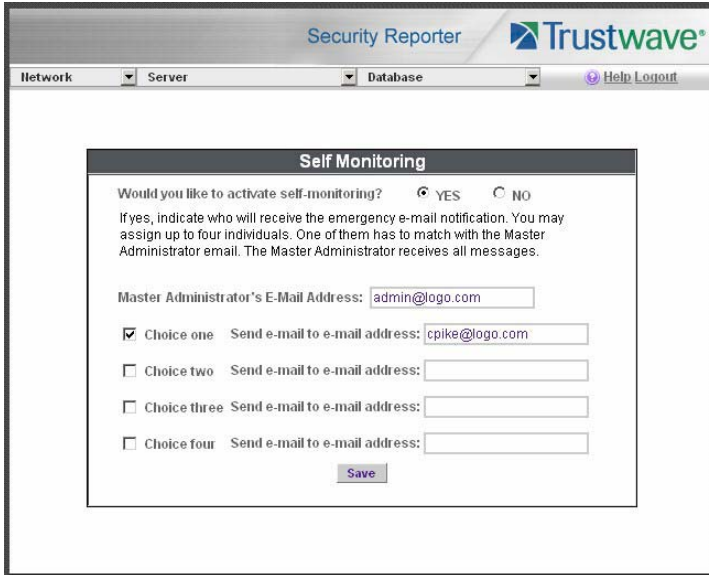 Security Reporter Trustwave®
Network Server Database Help Logout
Self Monitoring
Would you like to activate self-monitoring? YES NO
If yes, indicate who will receive the emergency e-mail notification. You may
assign up to four individuals. One of them has to match with the Master
Administrator email. The Master Administrator receives all messages.
Master Administrator's E-Mail Address: admin@logo.com
Choice one Send e-mail to e-mail address: cpike@logo.com
Choice two Send e-mail to e-mail address:
Choice three Send e-mail to e-mail address:
Choice four Send e-mail to e-mail address:
Save